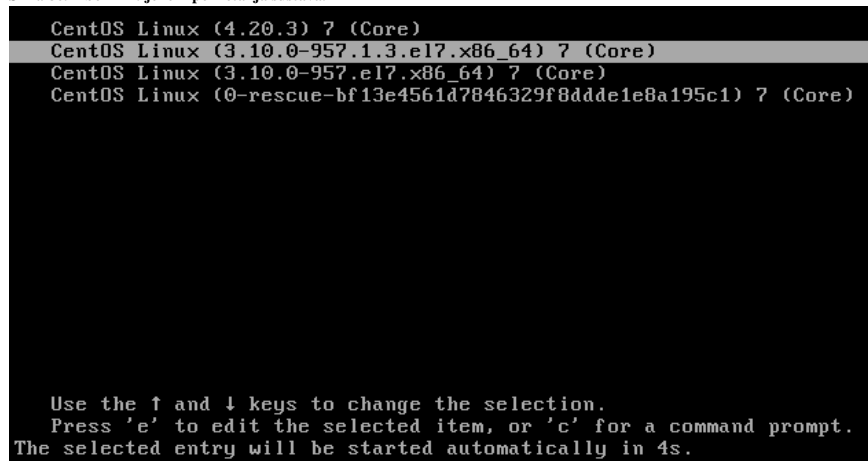 CentOS Linux (4.20.3) 7 (Core)
CentOS Linux (3.10.0-957.1.3.el7.x86_64) 7 (Core)
CentOS Linux (3.10.0-957.el7.x86_64) 7 (Core)
CentOS Linux (0-rescue-bf13e4561d7846329f8ddde1e8a195c1) 7 (Core)
Use the ↑ and ↓ keys to change the selection.
Press 'e' to edit the selected item, or 'c' for a command prompt.
The selected entry will be started automatically in 4s.